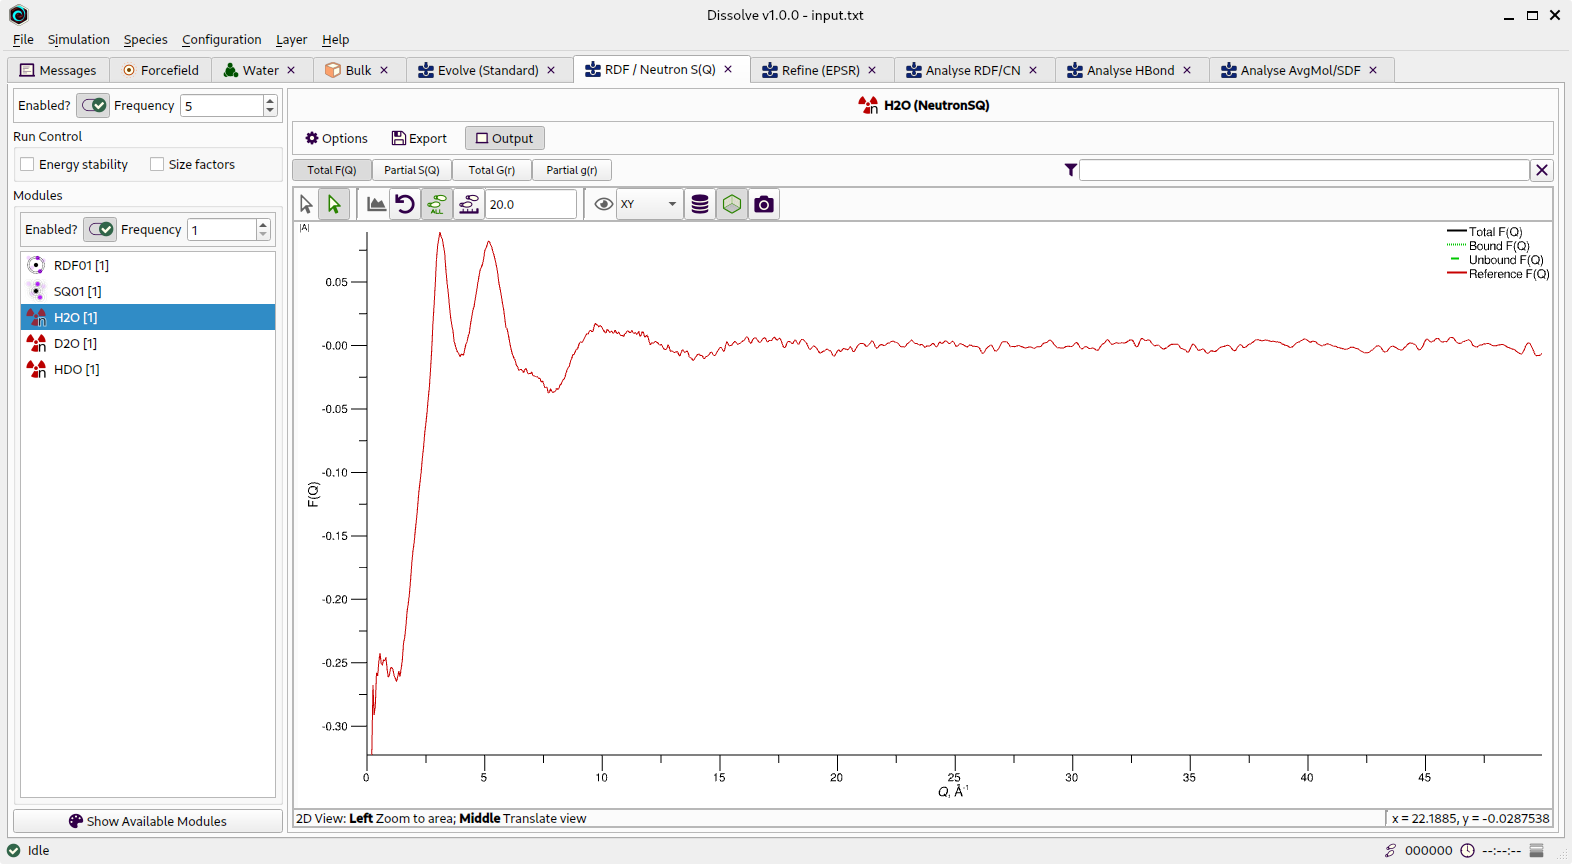 Dissolve v1.0.0 - input.txt
File Simulation Species Configuration Layer Help
Messages Forcefield Water Bulk Evolve (Standard) RDF / Neutron S(Q) Refine (EPSR) Analyse RDF/CN Analyse HBond Analyse AvgMol/SDF
Enabled? Frequency 5
Run Control
Energy stability Size factors
Modules
Enabled? Frequency 1
RDF01 [1]
SQ01 [1]
H2O [1]
D2O [1]
HDO [1]
Show Available Modules
H2O (NeutronSQ)
Options Export Output
Total F(Q) Partial S(Q) Total G(r) Partial g(r)
ALL 20.0 XY
|A|
Total F(Q)
Bound F(Q)
Unbound F(Q)
Reference F(Q)
0.05
-0.00
-0.05
-0.10
-0.15
-0.20
-0.25
-0.30
F(Q)
0 5 10 15 20 25 30 35 40 45
Q, Å-1
2D View: Left Zoom to area; Middle Translate view
x = 22.1885, y = -0.0287538
Idle
000000 --:--:--